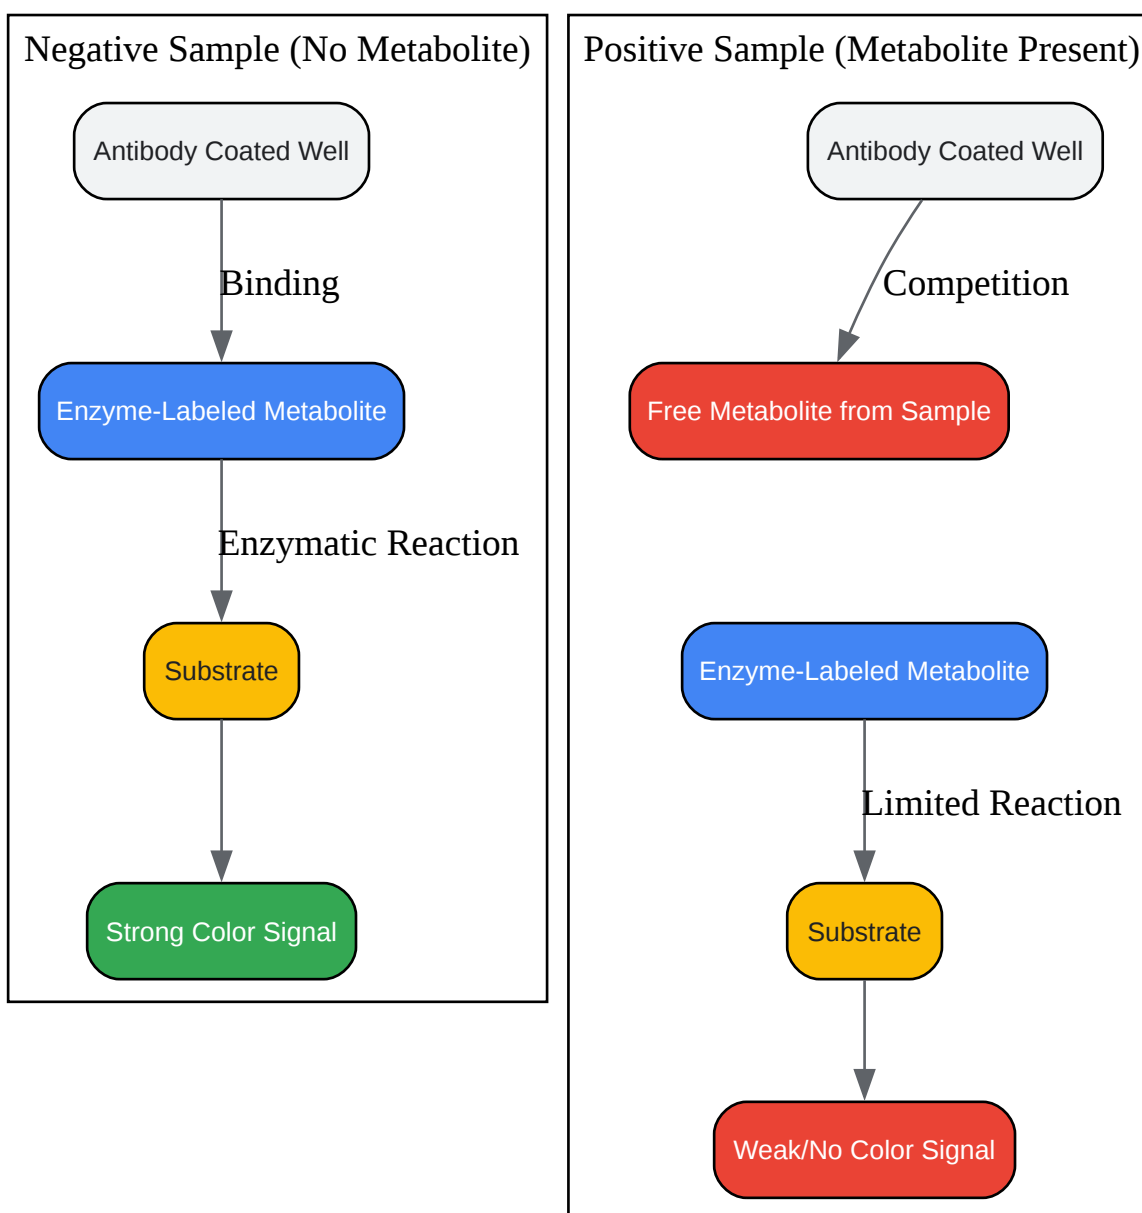 Negative Sample (No Metabolite)
Antibody Coated Well
Binding
Enzyme-Labeled Metabolite
Enzymatic Reaction
Substrate
Strong Color Signal
Positive Sample (Metabolite Present)
Antibody Coated Well
Competition
Free Metabolite from Sample
Enzyme-Labeled Metabolite
Limited Reaction
Substrate
Weak/No Color Signal